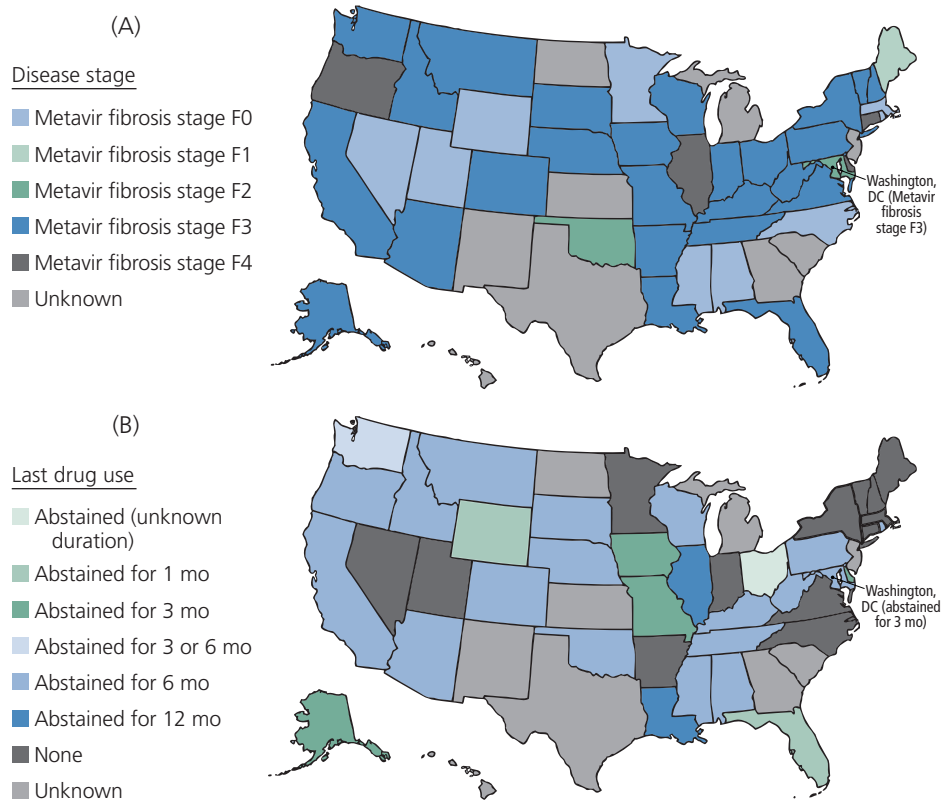 (A)
Disease stage
Metavir fibrosis stage F0
Metavir fibrosis stage F1
Metavir fibrosis stage F2
Metavir fibrosis stage F3
Metavir fibrosis stage F4
Unknown
Washington,
DC (Metavir
fibrosis
stage F3)
(B)
Last drug use
Abstained (unknown
duration)
Abstained for 1 mo
Abstained for 3 mo
Abstained for 3 or 6 mo
Abstained for 6 mo
Abstained for 12 mo
None
Unknown
Washington,
DC (abstained
for 3 mo)